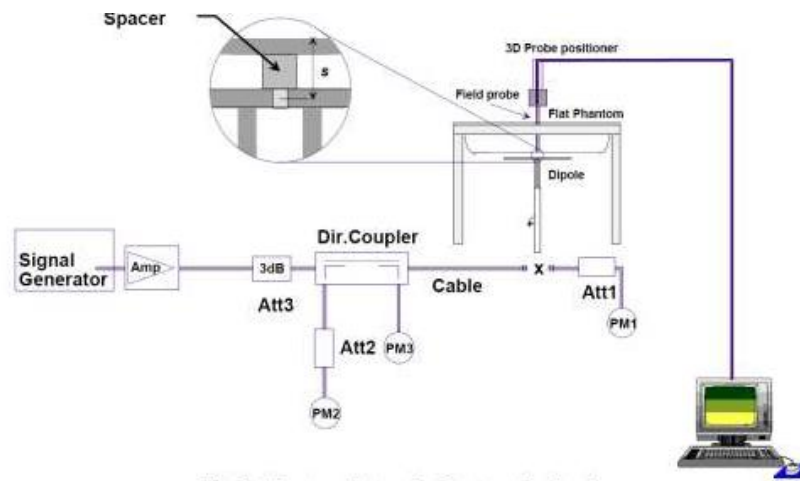 Spacer
s
3D Probe positioner
Field probe
Flat Phantom
Dipole
Dir.Coupler
Signal
Generator
Amp
3dB
Att3
Cable
x
Att1
PM1
Att2
PM3
PM2